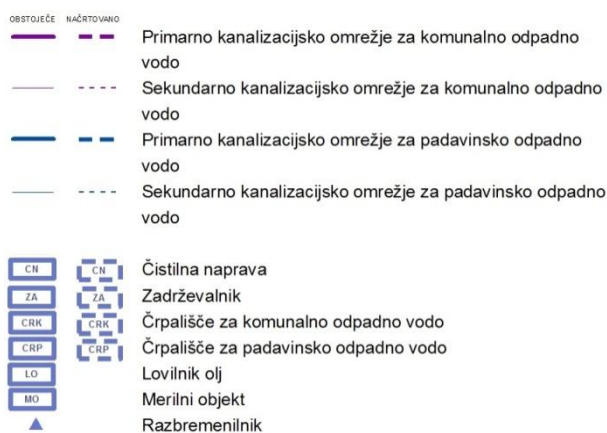 OBSTOJEČE NAČRTOVANO
Primarno kanalizacijsko omrežje za komunalno odpadno
vodo
Sekundarno kanalizacijsko omrežje za komunalno odpadno
vodo
Primarno kanalizacijsko omrežje za padavinsko odpadno
vodo
Sekundarno kanalizacijsko omrežje za padavinsko odpadno
vodo
CN CN Čistilna naprava
ZA ZA Zadrževalnik
CRK CRK Črpališče za komunalno odpadno vodo
CRP CRP Črpališče za padavinsko odpadno vodo
LO Lovilnik olj
MO Merilni objekt
Razbremenilnik